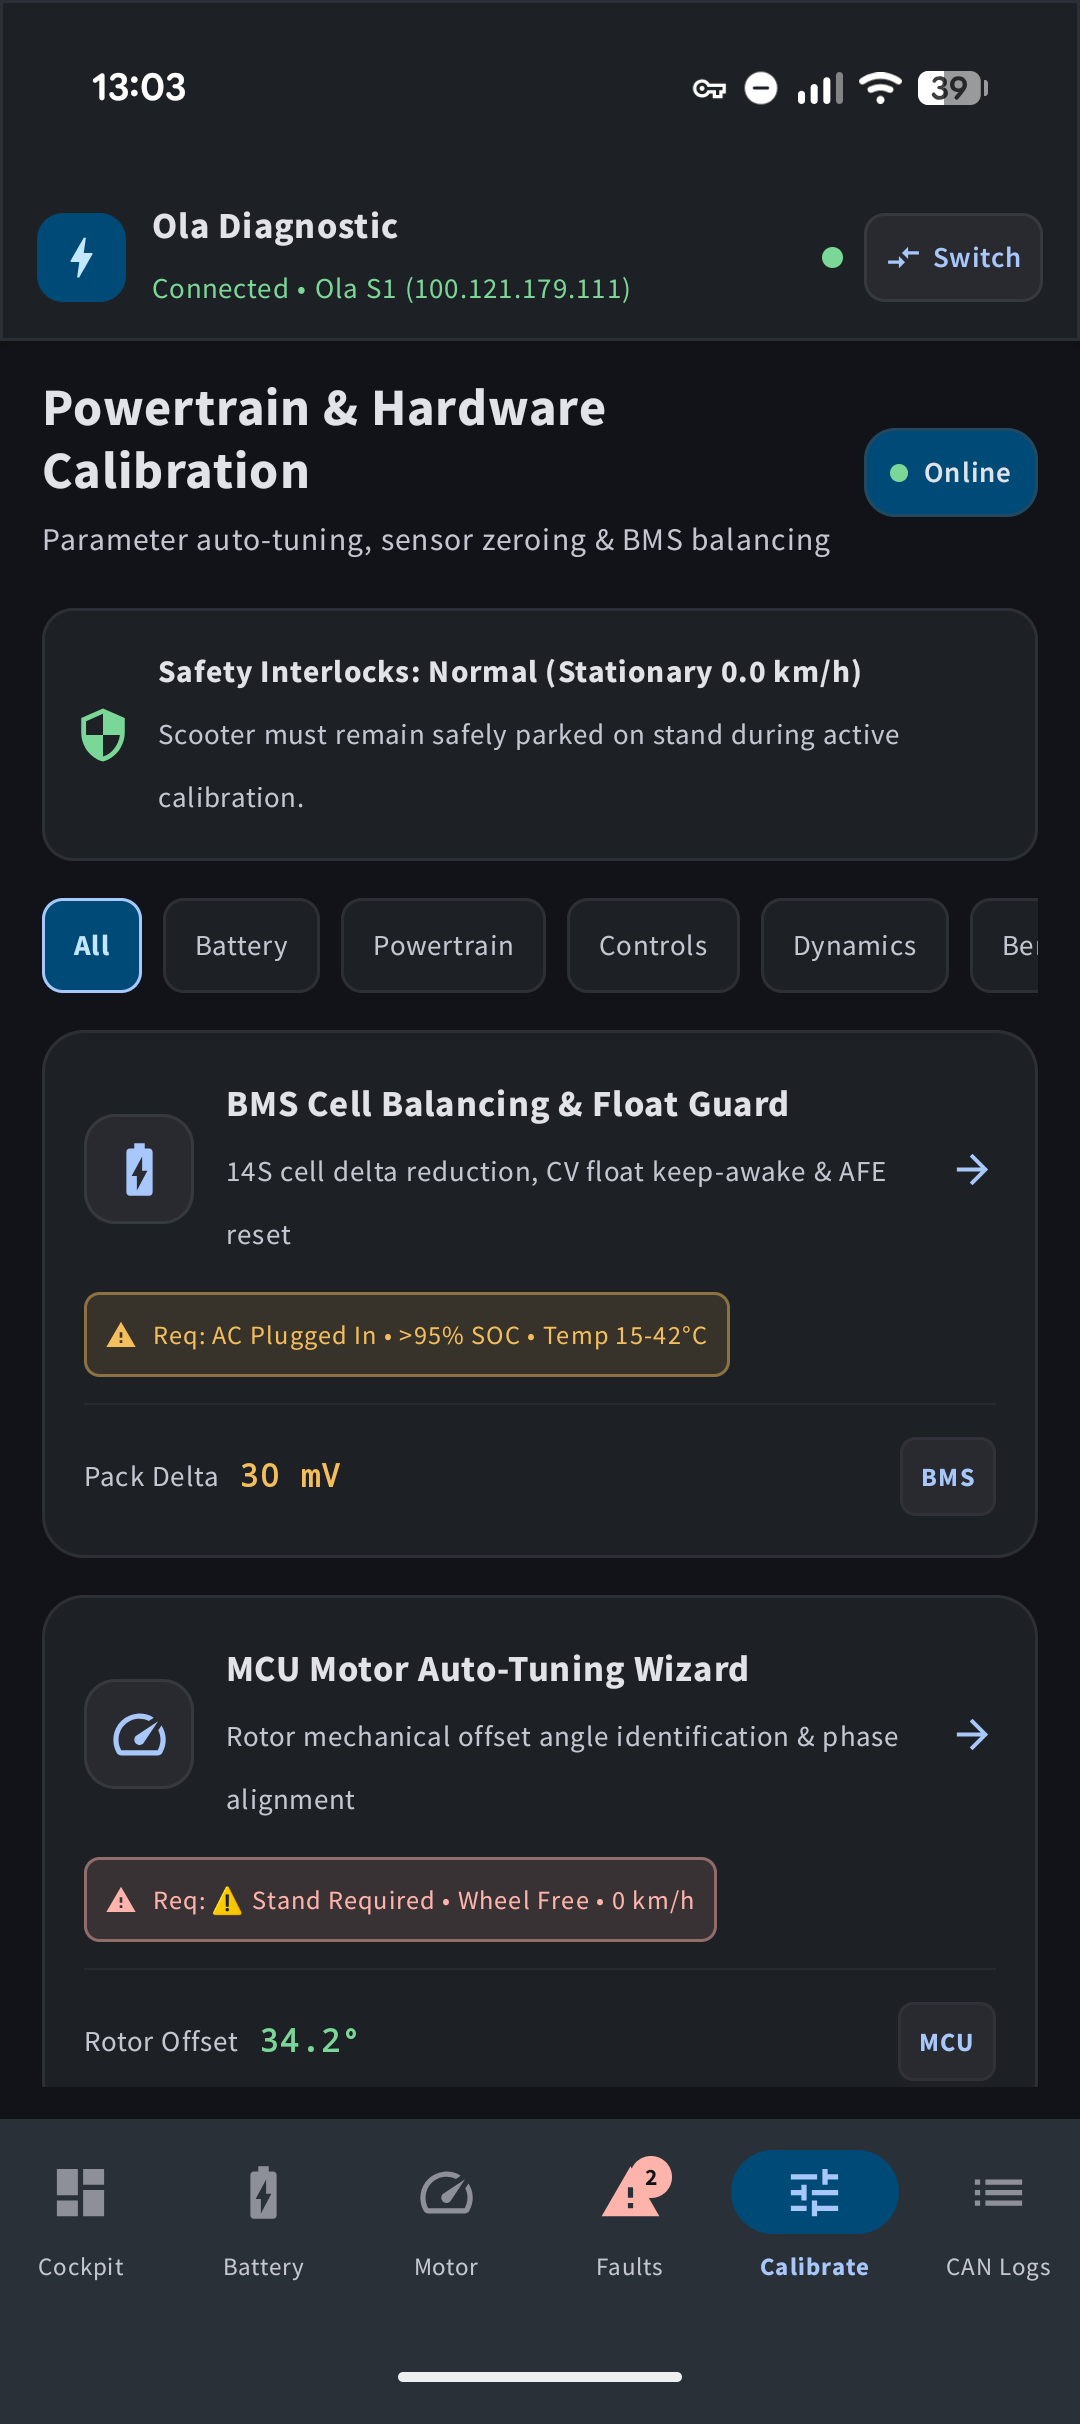 13:03
39
Ola Diagnostic
Connected • Ola S1 (100.121.179.111)
Switch
Powertrain & Hardware
Calibration
Online
Parameter auto-tuning, sensor zeroing & BMS balancing
Safety Interlocks: Normal (Stationary 0.0 km/h)
Scooter must remain safely parked on stand during active
calibration.
All
Battery
Powertrain
Controls
Dynamics
BMS Cell Balancing & Float Guard
14S cell delta reduction, CV float keep-awake & AFE
reset
Req: AC Plugged In • >95% SOC • Temp 15-42°C
Pack Delta 30 mV
BMS
MCU Motor Auto-Tuning Wizard
Rotor mechanical offset angle identification & phase
alignment
Req: ⚠️ Stand Required • Wheel Free • 0 km/h
Rotor Offset 34.2°
MCU
2
Cockpit
Battery
Motor
Faults
Calibrate
CAN Logs